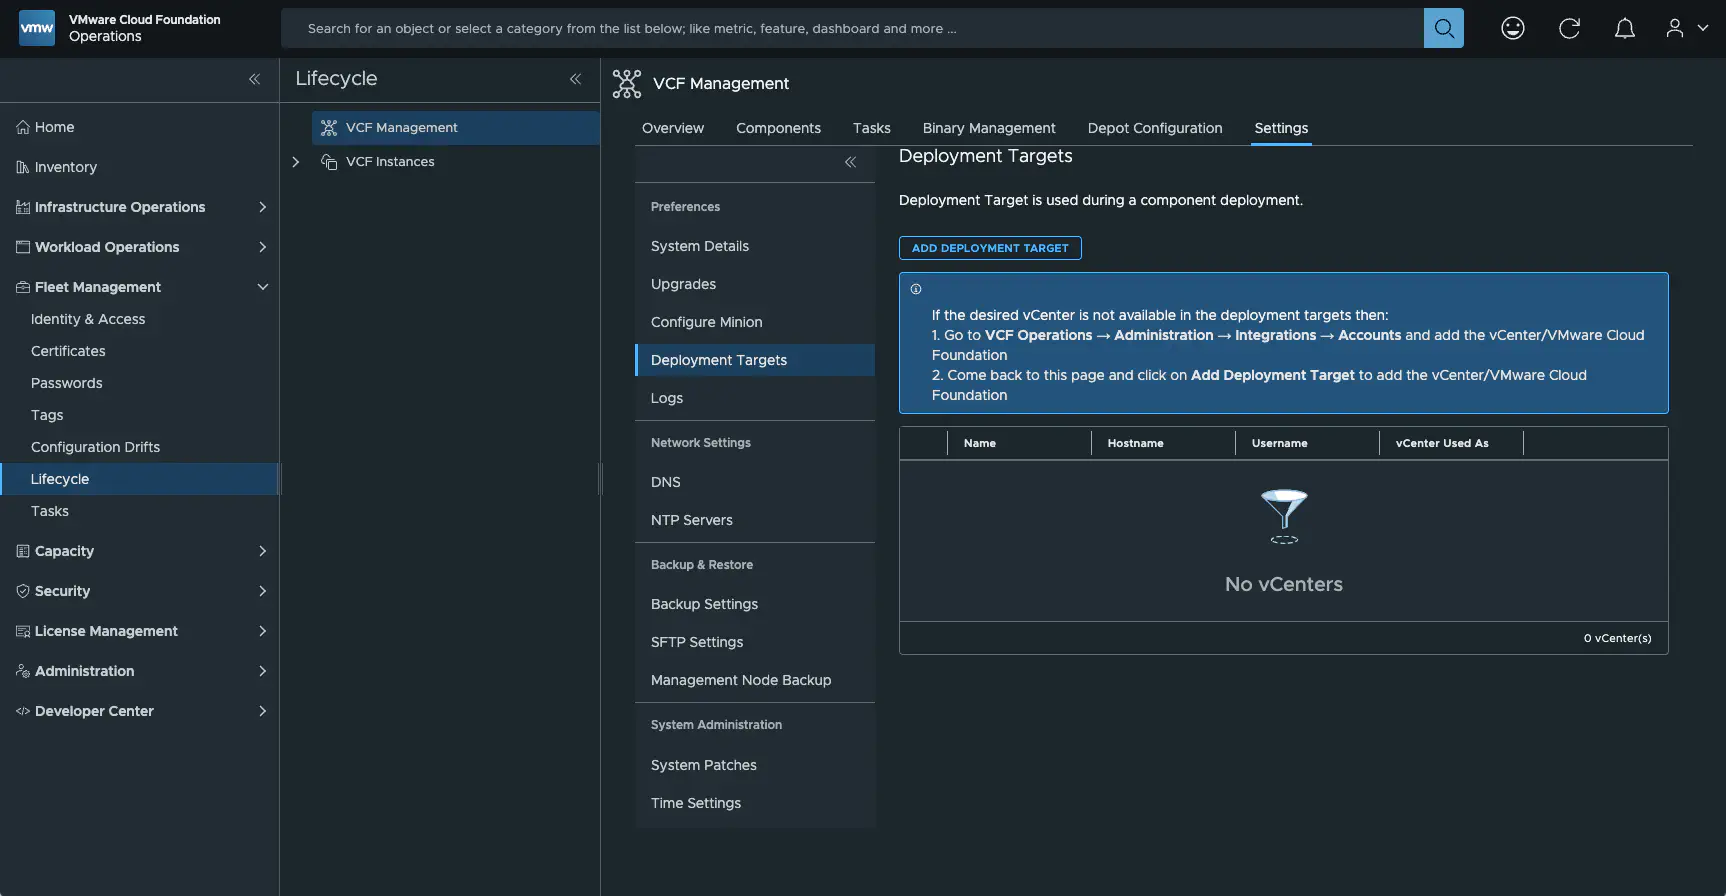 vmw
VMware Cloud Foundation
Operations
Search for an object or select a category from the list below; like metric, feature, dashboard and more ...
Home
Inventory
Infrastructure Operations
Workload Operations
Fleet Management
Identity & Access
Certificates
Passwords
Tags
Configuration Drifts
Lifecycle
Tasks
Capacity
Security
License Management
Administration
Developer Center
Lifecycle
VCF Management
VCF Instances
VCF Management
Overview
Components
Tasks
Binary Management
Depot Configuration
Settings
Preferences
System Details
Upgrades
Configure Minion
Deployment Targets
Logs
Network Settings
DNS
NTP Servers
Backup & Restore
Backup Settings
SFTP Settings
Management Node Backup
System Administration
System Patches
Time Settings
Deployment Targets
Deployment Target is used during a component deployment.
ADD DEPLOYMENT TARGET
If the desired vCenter is not available in the deployment targets then:
1. Go to VCF Operations → Administration → Integrations → Accounts and add the vCenter/VMware Cloud
Foundation
2. Come back to this page and click on Add Deployment Target to add the vCenter/VMware Cloud
Foundation
Name
Hostname
Username
vCenter Used As
No vCenters
0 vCenter(s)